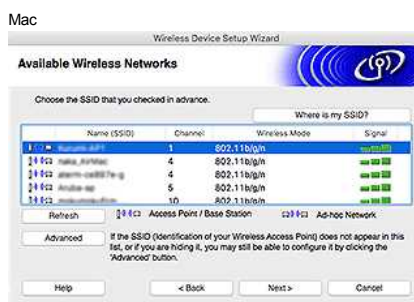 Mac
Wireless Device Setup Wizard
Available Wireless Networks
Choose the SSID that you checked in advance.
Where is my SSID?
Name (SSID) Channel Wireless Mode Signal
1 802.11b/g/n
4 802.11b/g/n
4 802.11b/g/n
5 802.11b/g/n
10 802.11b/g/n
Refresh Access Point / Base Station Ad-hoc Network
Advanced If the SSID (Identification of your Wireless Access Point) does not appear in this
list, or if you are hiding it, you may still be able to configure it by clicking the
'Advanced' button.
Help < Back Next > Cancel